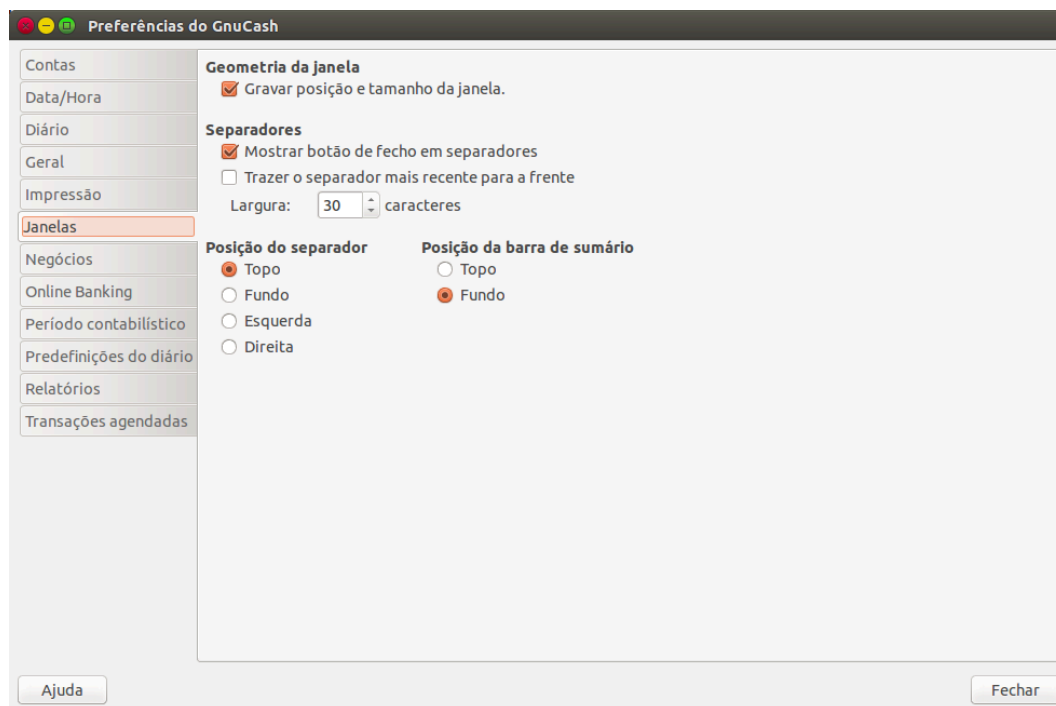 Preferências do GnuCash
Contas
Data/Hora
Diário
Geral
Impressão
Janelas
Negócios
Online Banking
Período contabilístico
Predefinições do diário
Relatórios
Transações agendadas
Geometria da janela
Gravar posição e tamanho da janela.
Separadores
Mostrar botão de fecho em separadores
Trazer o separador mais recente para a frente
Largura: 30 caracteres
Posição do separador
Topo
Fundo
Esquerda
Direita
Posição da barra de sumário
Topo
Fundo
Ajuda
Fechar